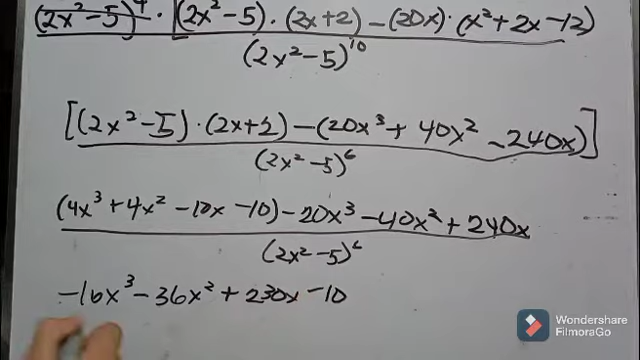 (2x²-5)⁴ · [(2x²-5) · (2x+2) - (20x) · (x²+2x-12)
(2x²-5)¹⁰
[(2x²-5) · (2x+2) - (20x³ + 40x² - 240x)]
(2x²-5)⁶
(4x³ + 4x² - 10x - 10) - 20x³ - 40x² + 240x
(2x²-5)⁶
-16x³ - 36x² + 230x - 10
Wondershare
FilmoraGo